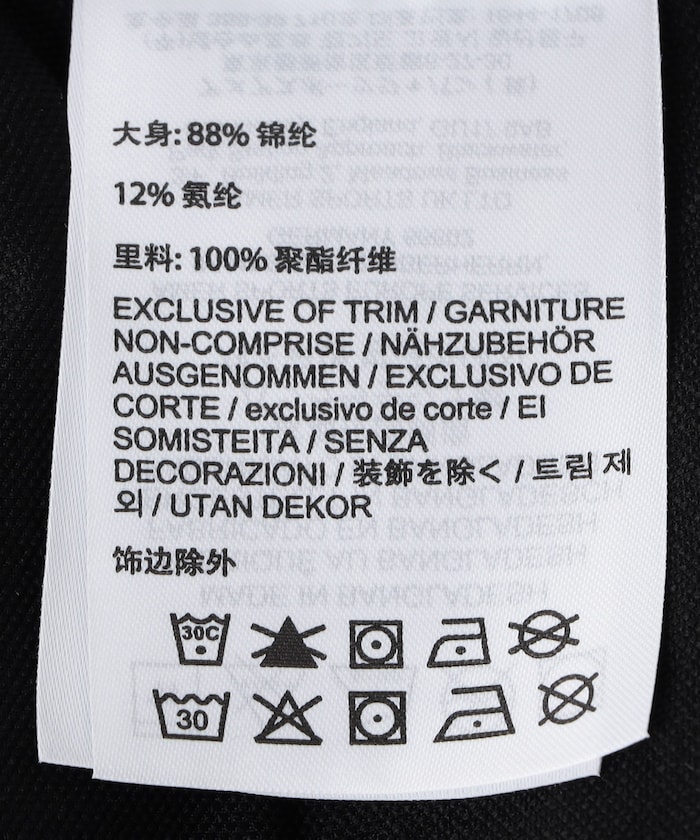 大身: 88% 锦纶
12% 氨纶
里料: 100% 聚酯纤维
EXCLUSIVE OF TRIM / GARNITURE
NON-COMPRISE / NÄHZUBEHÖR
AUSGENOMMEN / EXCLUSIVO DE
CORTE / exclusivo de corte / EI
SOMISTEITA / SENZA
DECORAZIONI / 装飾を除く / 트림 제
외 / UTAN DEKOR
饰边除外
30C
30